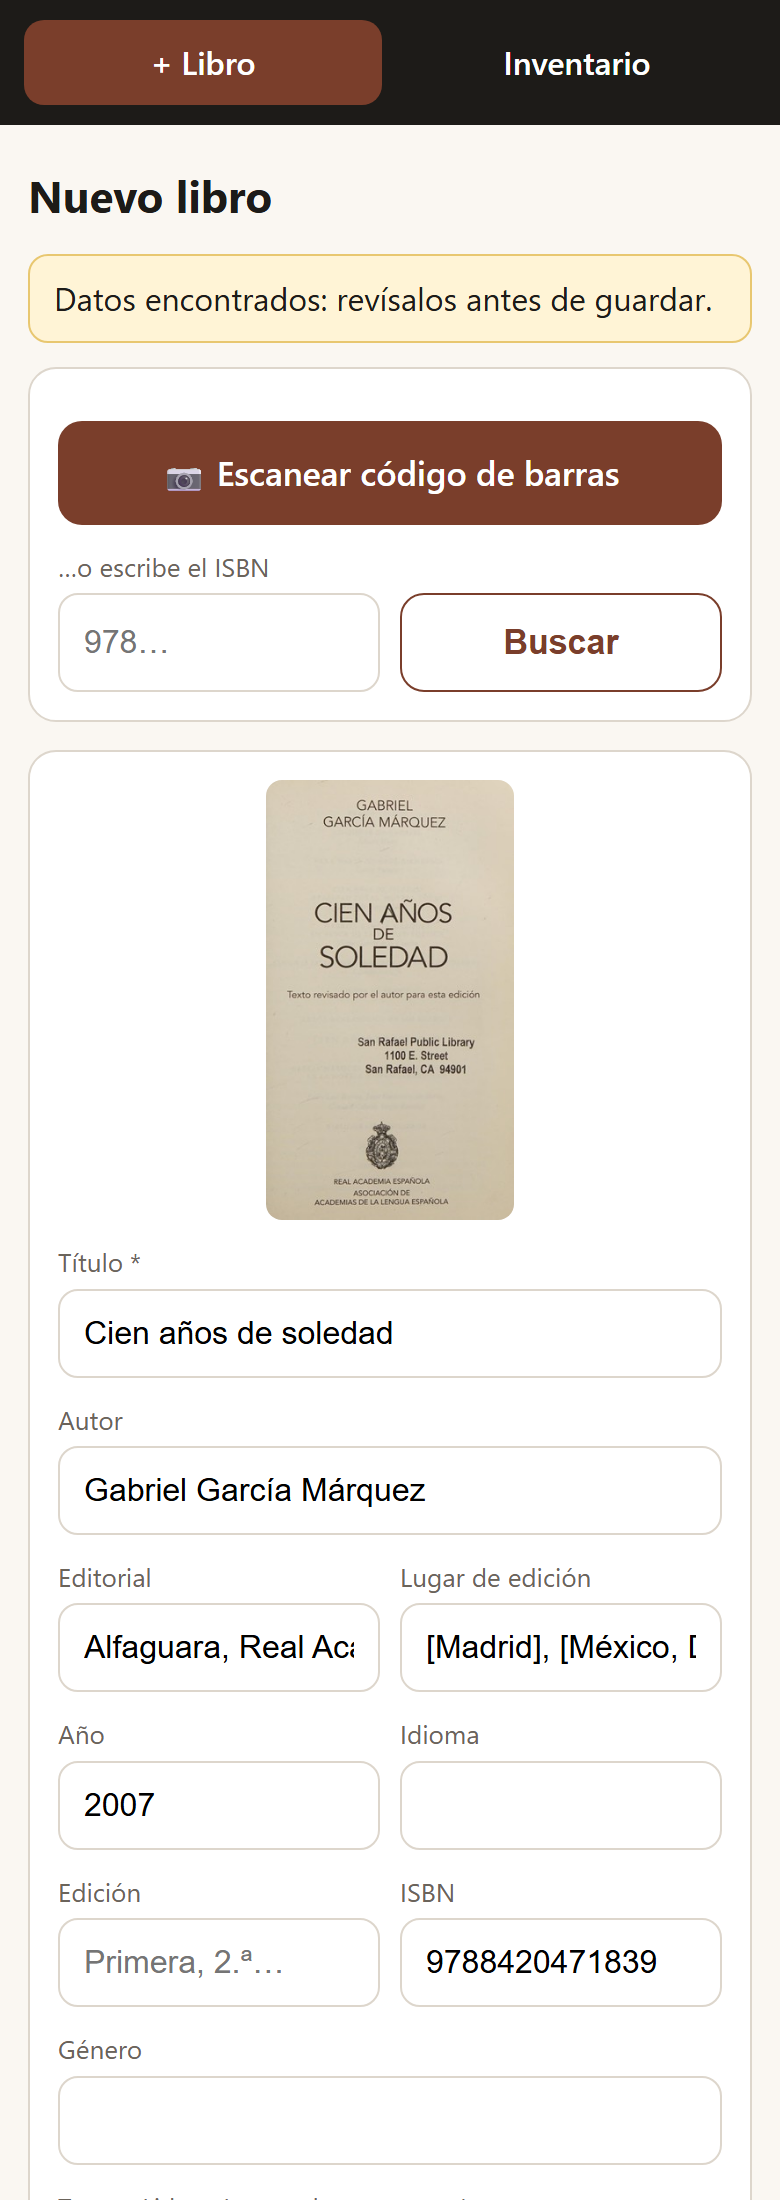 + Libro
Inventario
Nuevo libro
Datos encontrados: revísalos antes de guardar.
Escanear código de barras
…o escribe el ISBN
978…
Buscar
GABRIEL
GARCÍA MÁRQUEZ
CIEN AÑOS
DE
SOLEDAD
Texto revisado por el autor para esta edición
San Rafael Public Library
1100 E. Street
San Rafael, CA 94901
REAL ACADEMIA ESPAÑOLA
ASOCIACIÓN DE
ACADEMIAS DE LA LENGUA ESPAÑOLA
Título *
Cien años de soledad
Autor
Gabriel García Márquez
Editorial
Lugar de edición
Alfaguara, Real Aca
[Madrid], [México, D
Año
Idioma
2007
Edición
ISBN
Primera, 2.ª…
9788420471839
Género